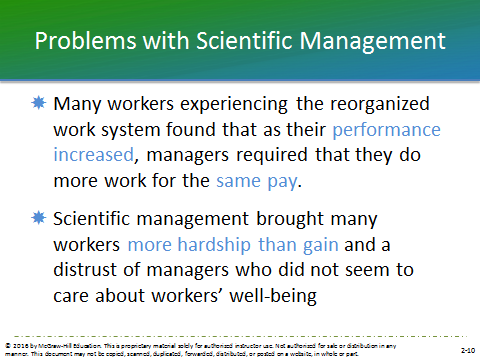 Problems with Scientific Management
Many workers experiencing the reorganized
work system found that as their performance
increased, managers required that they do
more work for the same pay.
Scientific management brought many
workers more hardship than gain and a
distrust of managers who did not seem to
care about workers' well-being
© 2016 by McGraw-Hill Education. This is proprietary material solely for authorized instructor use. Not authorized for sale or distribution in any
manner. This document may not be copied, scanned, duplicated, forwarded, distributed, or posted on a website, in whole or part.
2-10